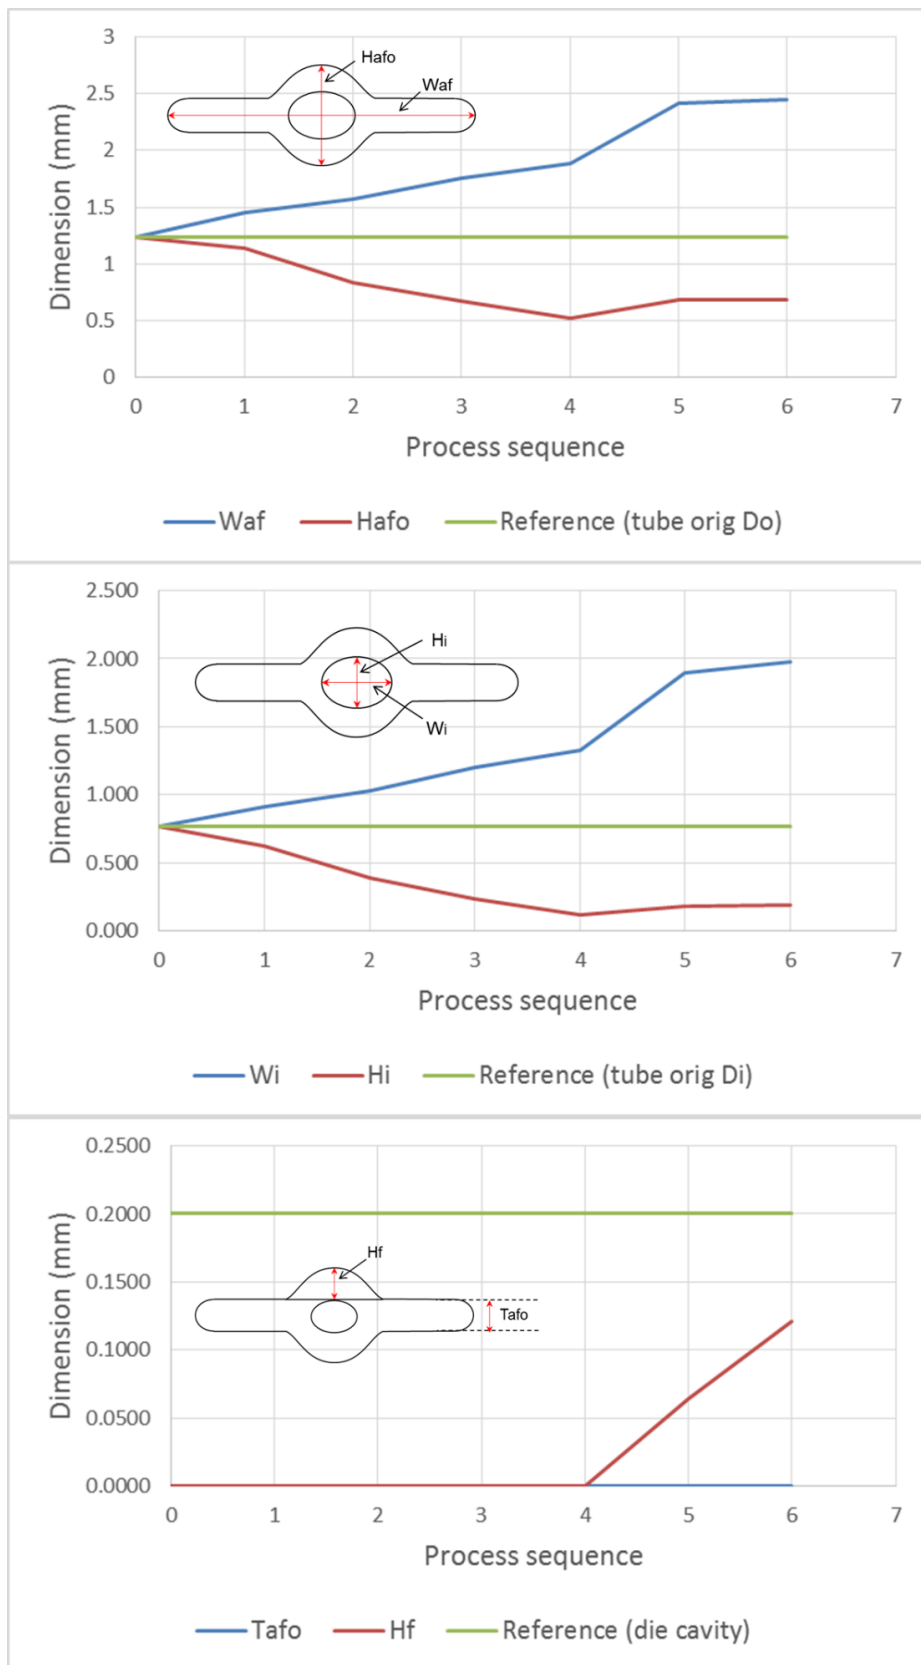 3
2.5
2
1.5
1
0.5
0
Dimension (mm)
Hafo
Waf
0 1 2 3 4 5 6 7
Process sequence
Waf Hafo Reference (tube orig Do)
2.500
2.000
1.500
1.000
0.500
0.000
Dimension (mm)
Hi
Wi
0 1 2 3 4 5 6 7
Process sequence
Wi Hi Reference (tube orig Di)
0.2500
0.2000
0.1500
0.1000
0.0500
0.0000
Dimension (mm)
Hf
Tafo
0 1 2 3 4 5 6 7
Process sequence
Tafo Hf Reference (die cavity)